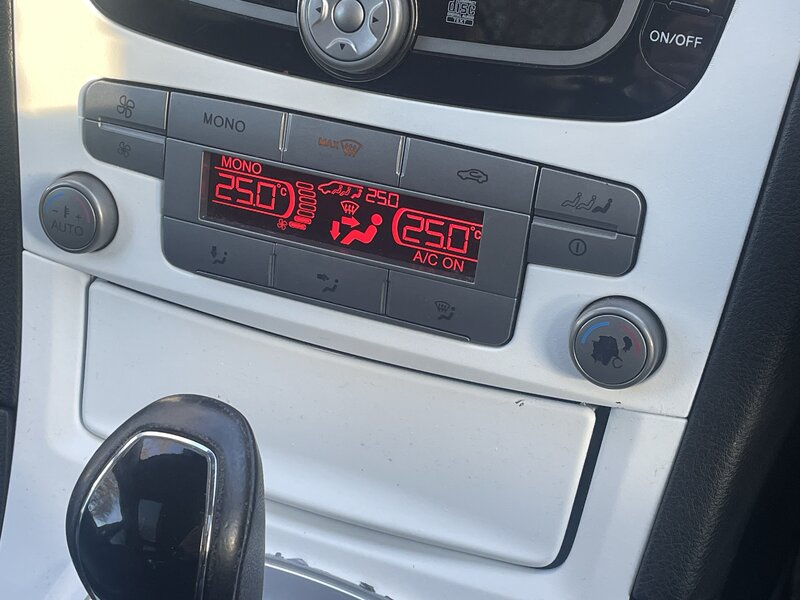 disc
TEXT
ON/OFF
MONO
MAX
MONO
25.0°C
25.0
25.0°C
A/C ON
- +
AUTO
C